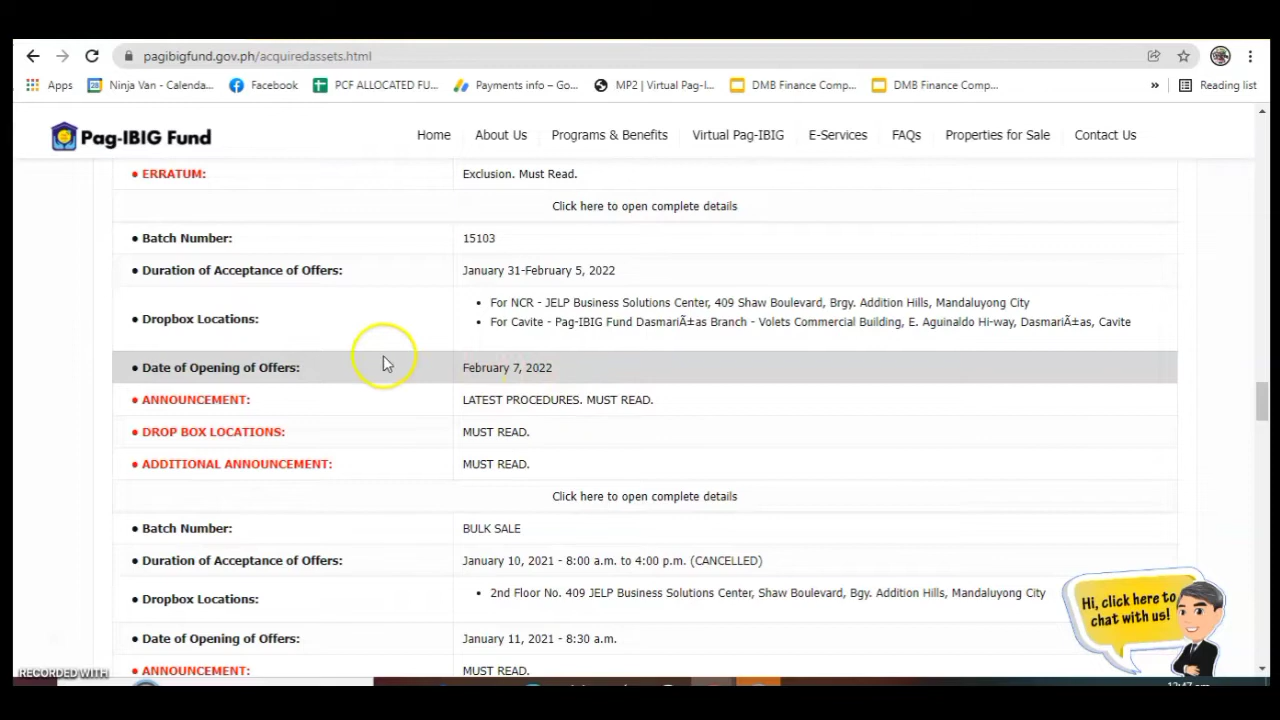 pagibigfund.gov.ph/acquiredassets.html
Apps Ninja Van - Calenda... Facebook PCF ALLOCATED FU... Payments info – Go... MP2 | Virtual Pag-I... DMB Finance Comp... DMB Finance Comp... » Reading list
Pag-IBIG Fund Home About Us Programs & Benefits Virtual Pag-IBIG E-Services FAQs Properties for Sale Contact Us
• ERRATUM: Exclusion. Must Read.
Click here to open complete details
• Batch Number: 15103
• Duration of Acceptance of Offers: January 31-February 5, 2022
• For NCR - JELP Business Solutions Center, 409 Shaw Boulevard, Brgy. Addition Hills, Mandaluyong City
• Dropbox Locations:
• For Cavite - Pag-IBIG Fund DasmariÃ±as Branch - Volets Commercial Building, E. Aguinaldo Hi-way, DasmariÃ±as, Cavite
• Date of Opening of Offers: February 7, 2022
• ANNOUNCEMENT: LATEST PROCEDURES. MUST READ.
• DROP BOX LOCATIONS: MUST READ.
• ADDITIONAL ANNOUNCEMENT: MUST READ.
Click here to open complete details
• Batch Number: BULK SALE
• Duration of Acceptance of Offers: January 10, 2021 - 8:00 a.m. to 4:00 p.m. (CANCELLED)
• Dropbox Locations: • 2nd Floor No. 409 JELP Business Solutions Center, Shaw Boulevard, Bgy. Addition Hills, Mandaluyong City
• Date of Opening of Offers: January 11, 2021 - 8:30 a.m.
• ANNOUNCEMENT: MUST READ.
Hi, click here to
chat with us!
RECORDED WITH